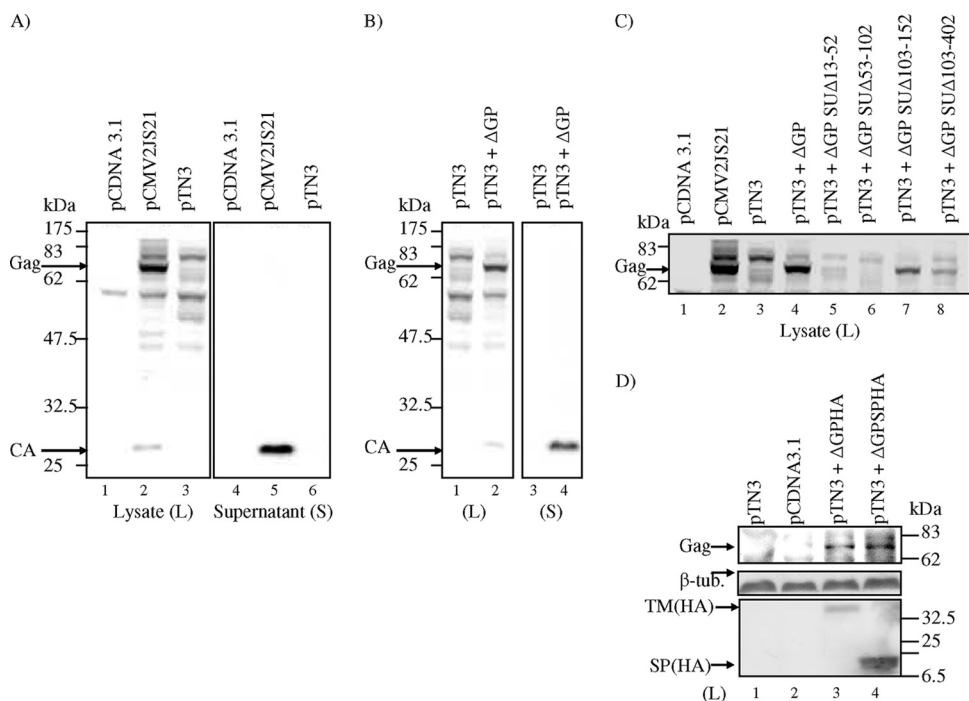 A)
pCDNA 3.1
pCMV2JS21
pTN3
pCDNA 3.1
pCMV2JS21
pTN3
kDa
175
83
Gag
62
47.5
32.5
CA
25
1 2 3 4 5 6
Lysate (L) Supernatant (S)
B)
pTN3
pTN3 + ΔGP
pTN3
pTN3 + ΔGP
kDa
175
83
Gag
62
47.5
32.5
CA
25
1 2 3 4
(L) (S)
C)
pCDNA 3.1
pCMV2JS21
pTN3
pTN3 + ΔGP
pTN3 + ΔGP SUΔ13-52
pTN3 + ΔGP SUΔ53-102
pTN3 + ΔGP SUΔ103-152
pTN3 + ΔGP SUΔ103-402
kDa
83
Gag
62
1 2 3 4 5 6 7 8
Lysate (L)
D)
pTN3
pCDNA3.1
pTN3 + ΔGPHA
pTN3 + ΔGPSPHA
kDa
83
Gag
62
β-tub.
TM(HA)
32.5
25
SP(HA)
6.5
(L) 1 2 3 4